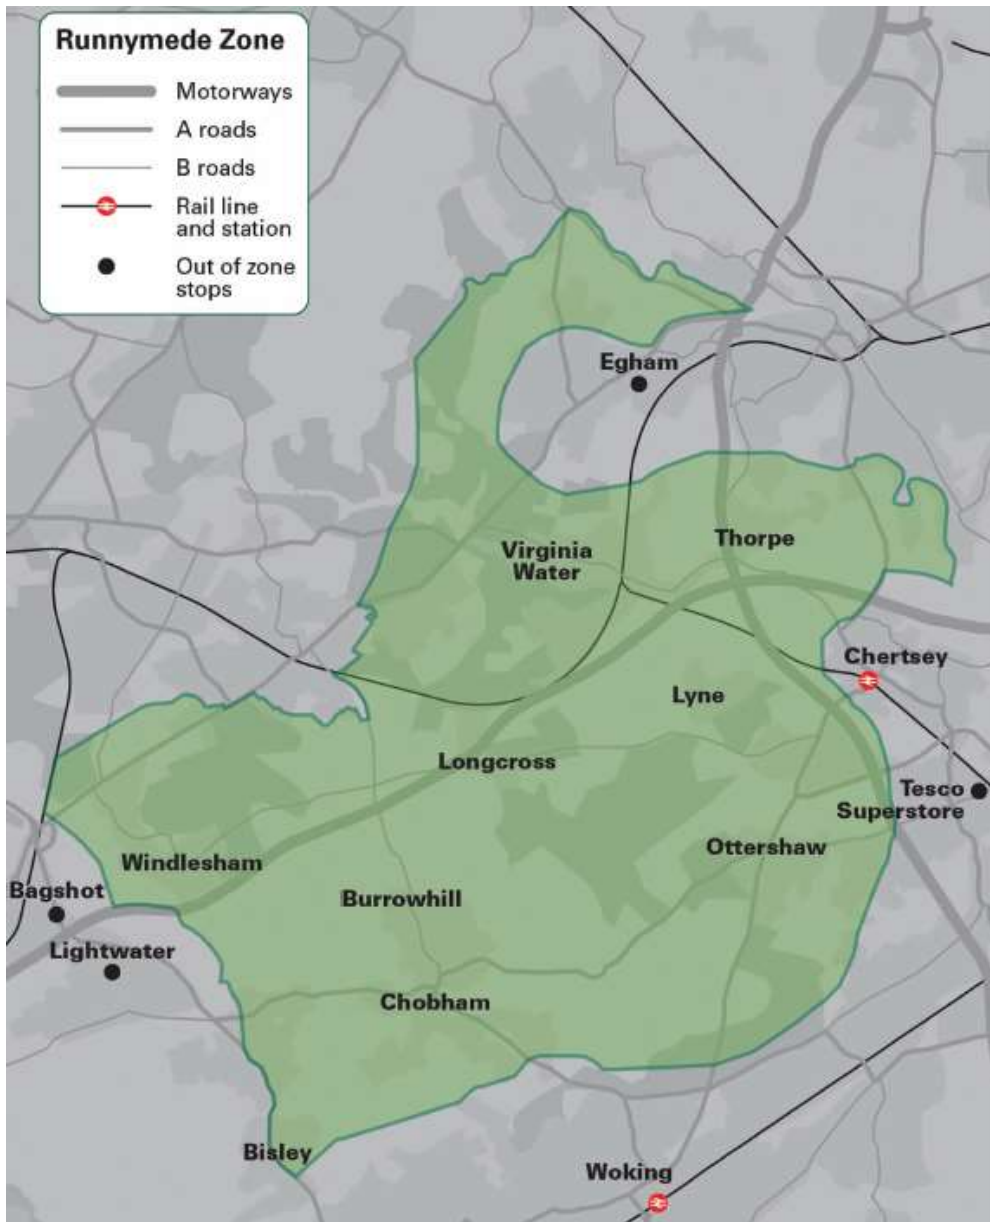 Runnymede Zone
Motorways
A roads
B roads
Rail line
and station
Out of zone
stops
Egham
Virginia
Water
Thorpe
Chertsey
Lyne
Longcross
Tesco
Superstore
Ottershaw
Windlesham
Bagshot
Burrowhill
Lightwater
Chobham
Bisley
Woking